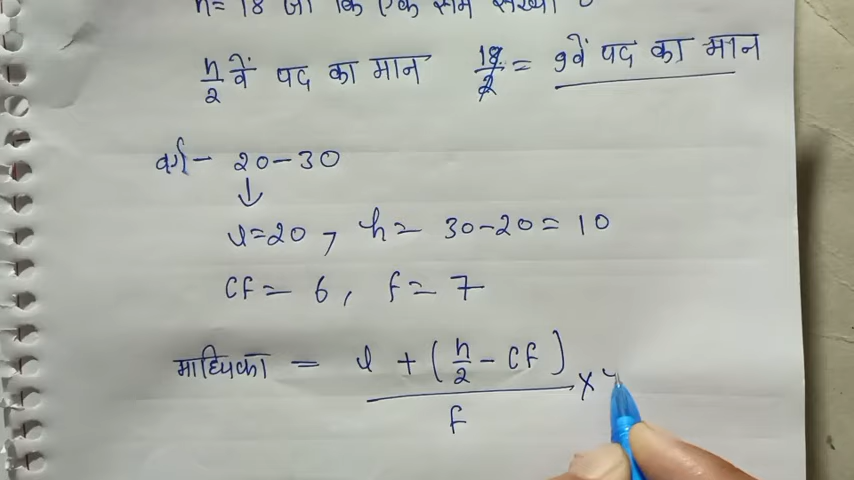 n= 18 जो कि एक सम संख्या
n/2 वें पद का मान 18/2 = 9वें पद का मान
वर्ग- 20-30
↓
l=20, h= 30-20= 10
cf= 6, f= 7
माध्यिका = l + (n/2 - cf) / f ×